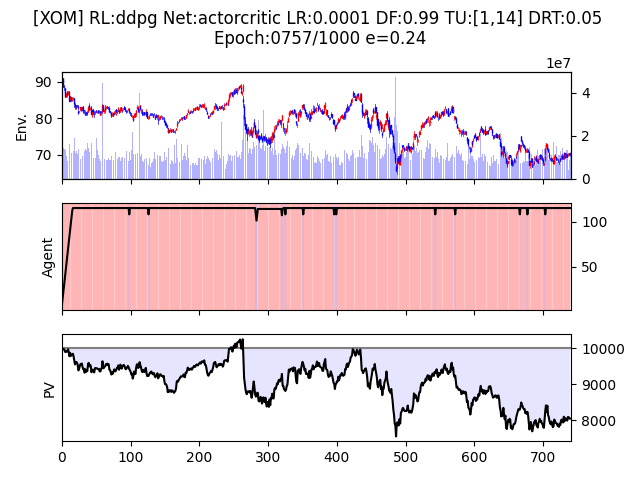 [XOM] RL:ddpg Net:actorcritic LR:0.0001 DF:0.99 TU:[1,14] DRT:0.05
Epoch:0757/1000 e=0.24
1e7
90
80
70
Env.
4
2
0
Agent
100
50
PV
10000
9000
8000
0 100 200 300 400 500 600 700